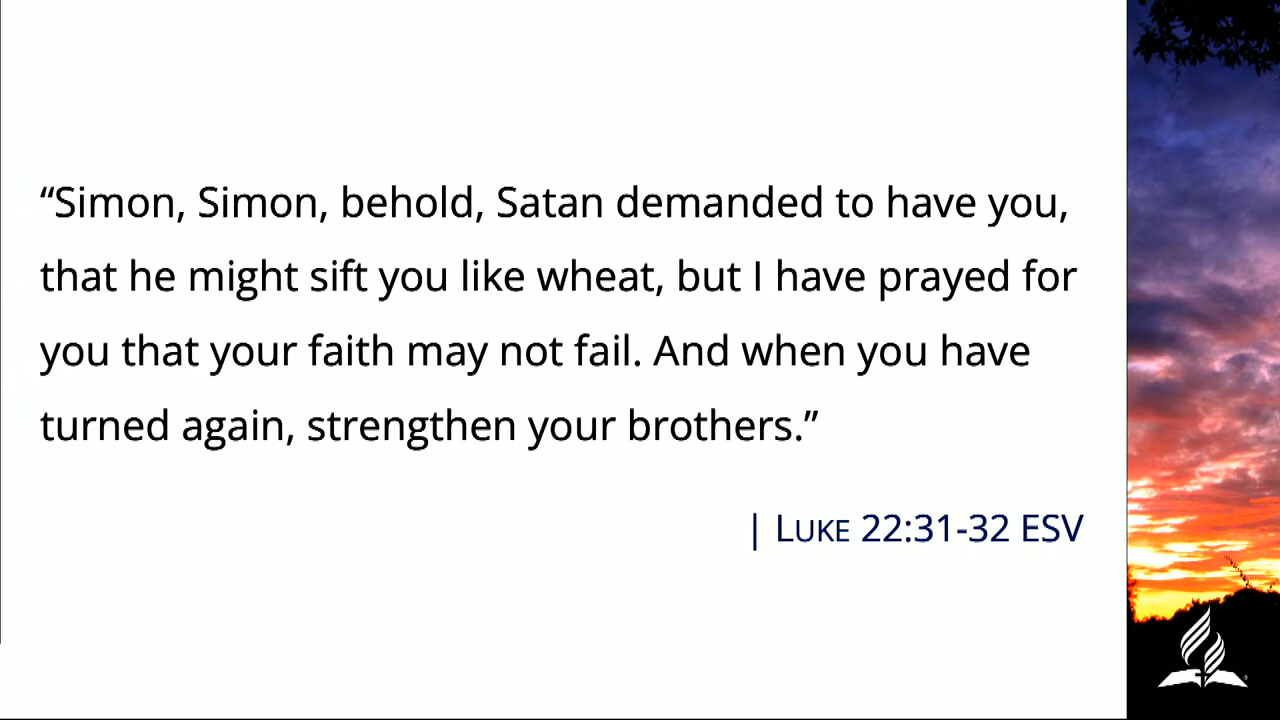 “Simon, Simon, behold, Satan demanded to have you,
that he might sift you like wheat, but I have prayed for
you that your faith may not fail. And when you have
turned again, strengthen your brothers.”
| LUKE 22:31-32 ESV